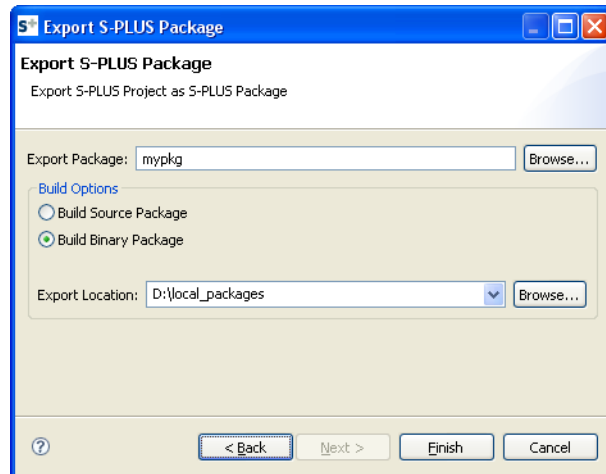 S+ Export S-PLUS Package
Export S-PLUS Package
Export S-PLUS Project as S-PLUS Package
Export Package: mypkg Browse...
Build Options
Build Source Package
Build Binary Package
Export Location: D:\local_packages Browse...
? < Back Next > Finish Cancel